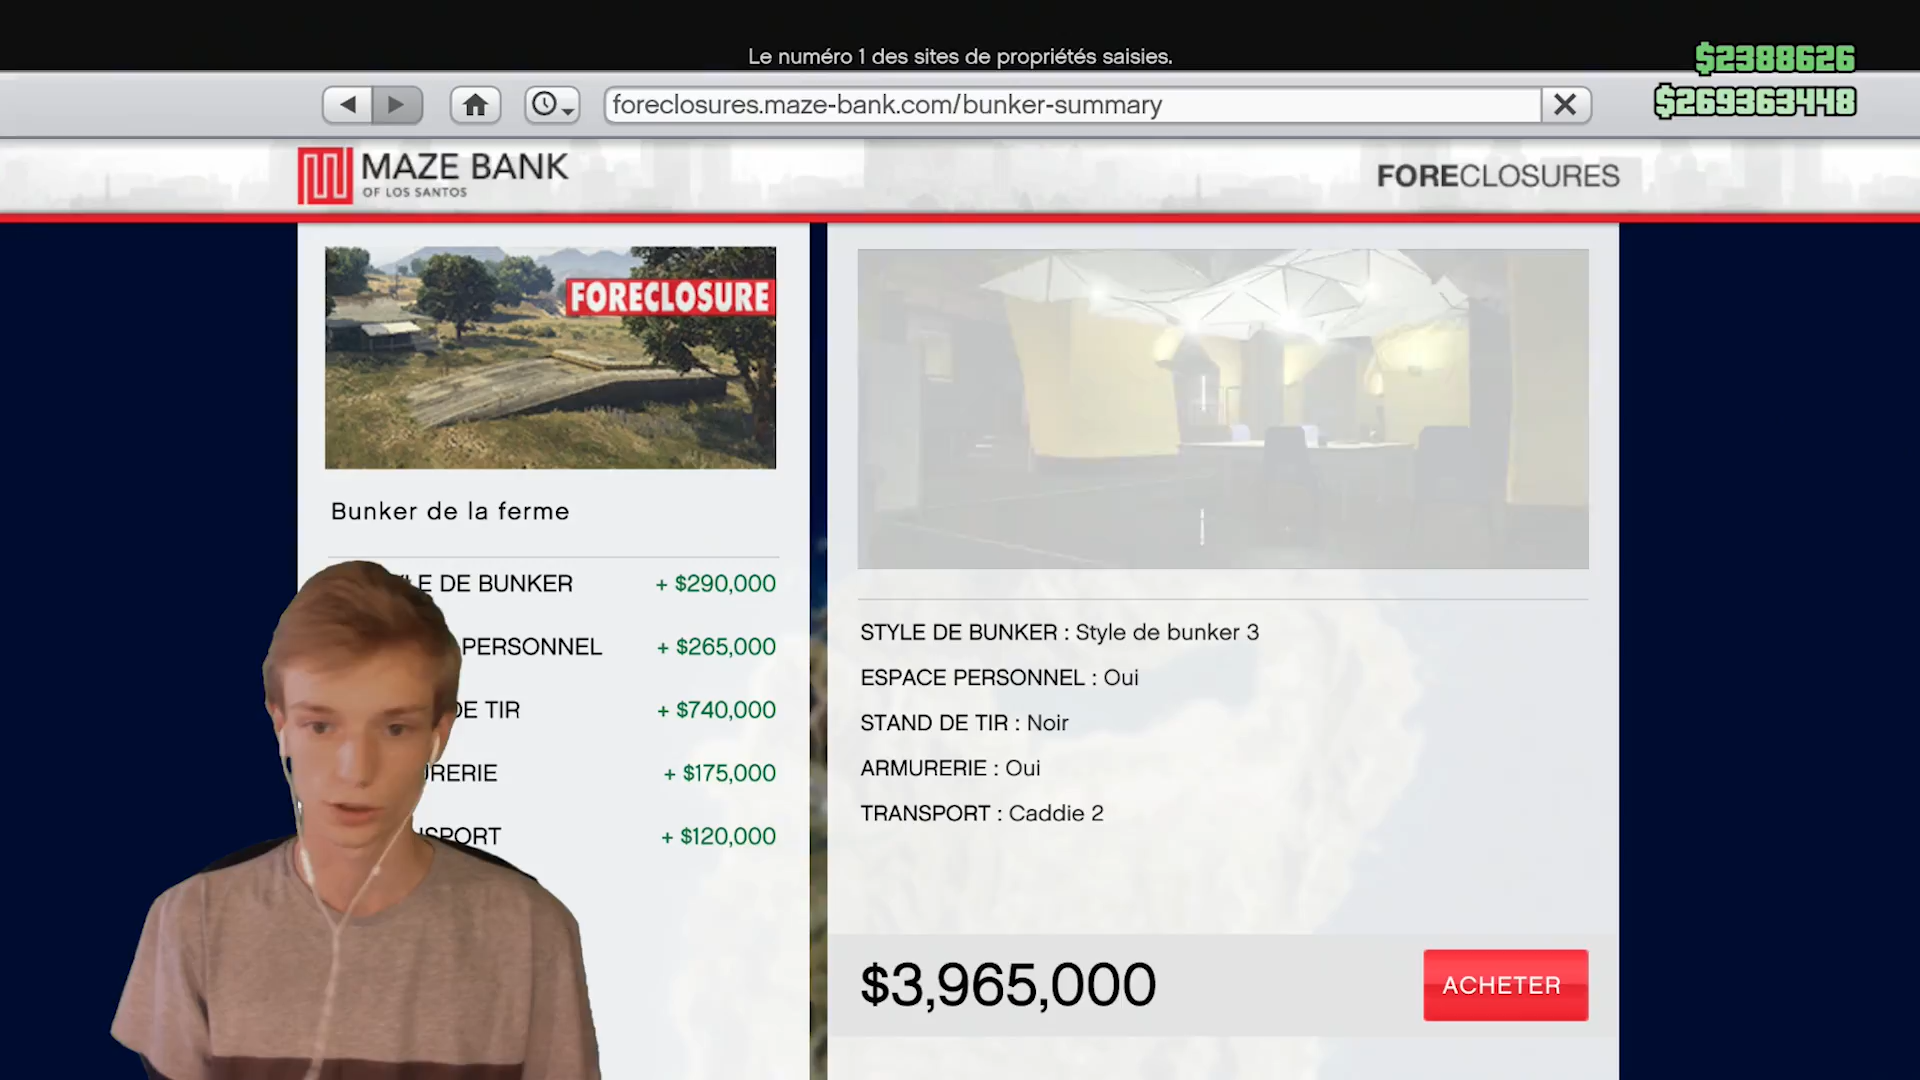 Le numéro 1 des sites de propriétés saisies.
$2388626
$269363448
foreclosures.maze-bank.com/bunker-summary
MAZE BANK
OF LOS SANTOS
FORECLOSURES
FORECLOSURE
Bunker de la ferme
DE BUNKER + $290,000
PERSONNEL + $265,000
DE TIR + $740,000
+ $175,000
+ $120,000
STYLE DE BUNKER : Style de bunker 3
ESPACE PERSONNEL : Oui
STAND DE TIR : Noir
ARMURERIE : Oui
TRANSPORT : Caddie 2
$3,965,000
ACHETER